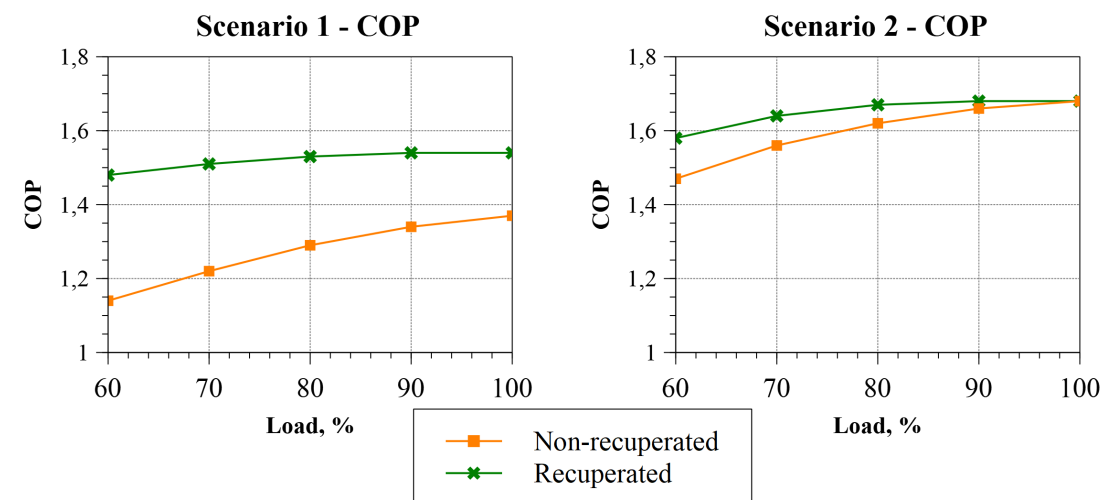 Scenario 1 - COP
1,8
1,6
1,4
1,2
1
COP
60 70 80 90 100
Load, %
Scenario 2 - COP
1,8
1,6
1,4
1,2
1
COP
60 70 80 90 100
Load, %
Non-recuperated
Recuperated